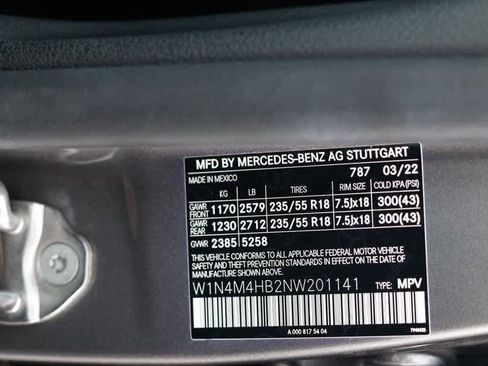 MFD BY MERCEDES-BENZ AG STUTTGART
MADE IN MEXICO 787 03/22
KG LB TIRES RIM SIZE COLD KPA (PSI)
GAWR FRONT 1170 2579 235/55 R18 7.5Jx18 300(43)
GAWR REAR 1230 2712 235/55 R18 7.5Jx18 300(43)
GVWR 2385 5258
THIS VEHICLE CONFORMS TO ALL APPLICABLE FEDERAL MOTOR VEHICLE
SAFETY AND THEFT PREVENTION STANDARDS IN EFFECT ON THE DATE OF
MANUFACTURE SHOWN ABOVE.
W1N4M4HB2NW201141 TYPE: MPV
A 000 817 54 04